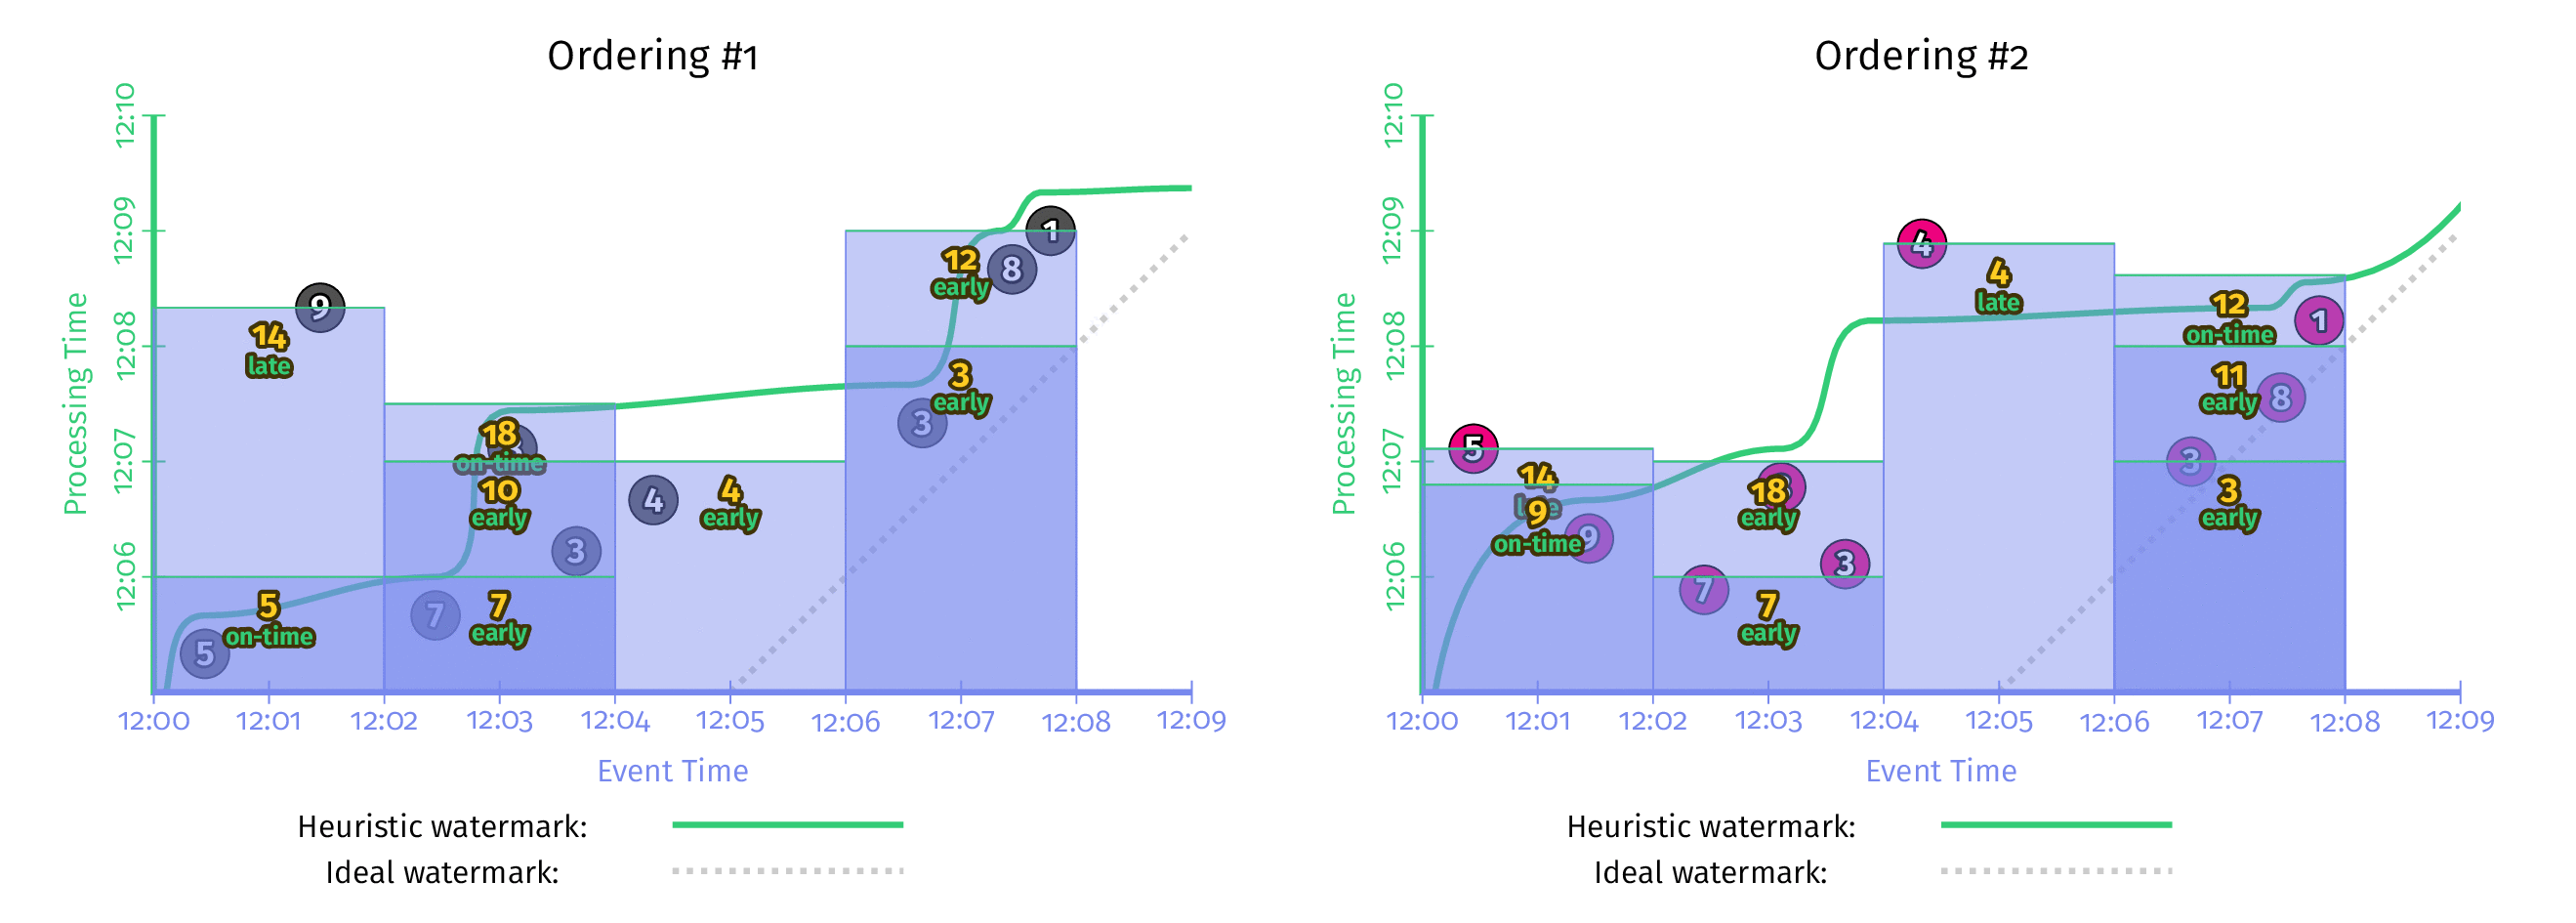 Ordering #1
12:10
12:09
12:08
12:07
12:06
Processing Time
9
14
late
5
5
on-time
18
on-time
10
early
3
7
7
early
4
4
early
12
early
8
1
3
3
early
12:00
12:01
12:02
12:03
12:04
12:05
12:06
12:07
12:08
12:09
Event Time
Heuristic watermark:
Ideal watermark:
Ordering #2
12:10
12:09
12:08
12:07
12:06
Processing Time
5
14
late
9
on-time
9
18
early
3
7
7
early
4
4
late
12
on-time
1
11
early
8
3
3
early
12:00
12:01
12:02
12:03
12:04
12:05
12:06
12:07
12:08
12:09
Event Time
Heuristic watermark:
Ideal watermark: